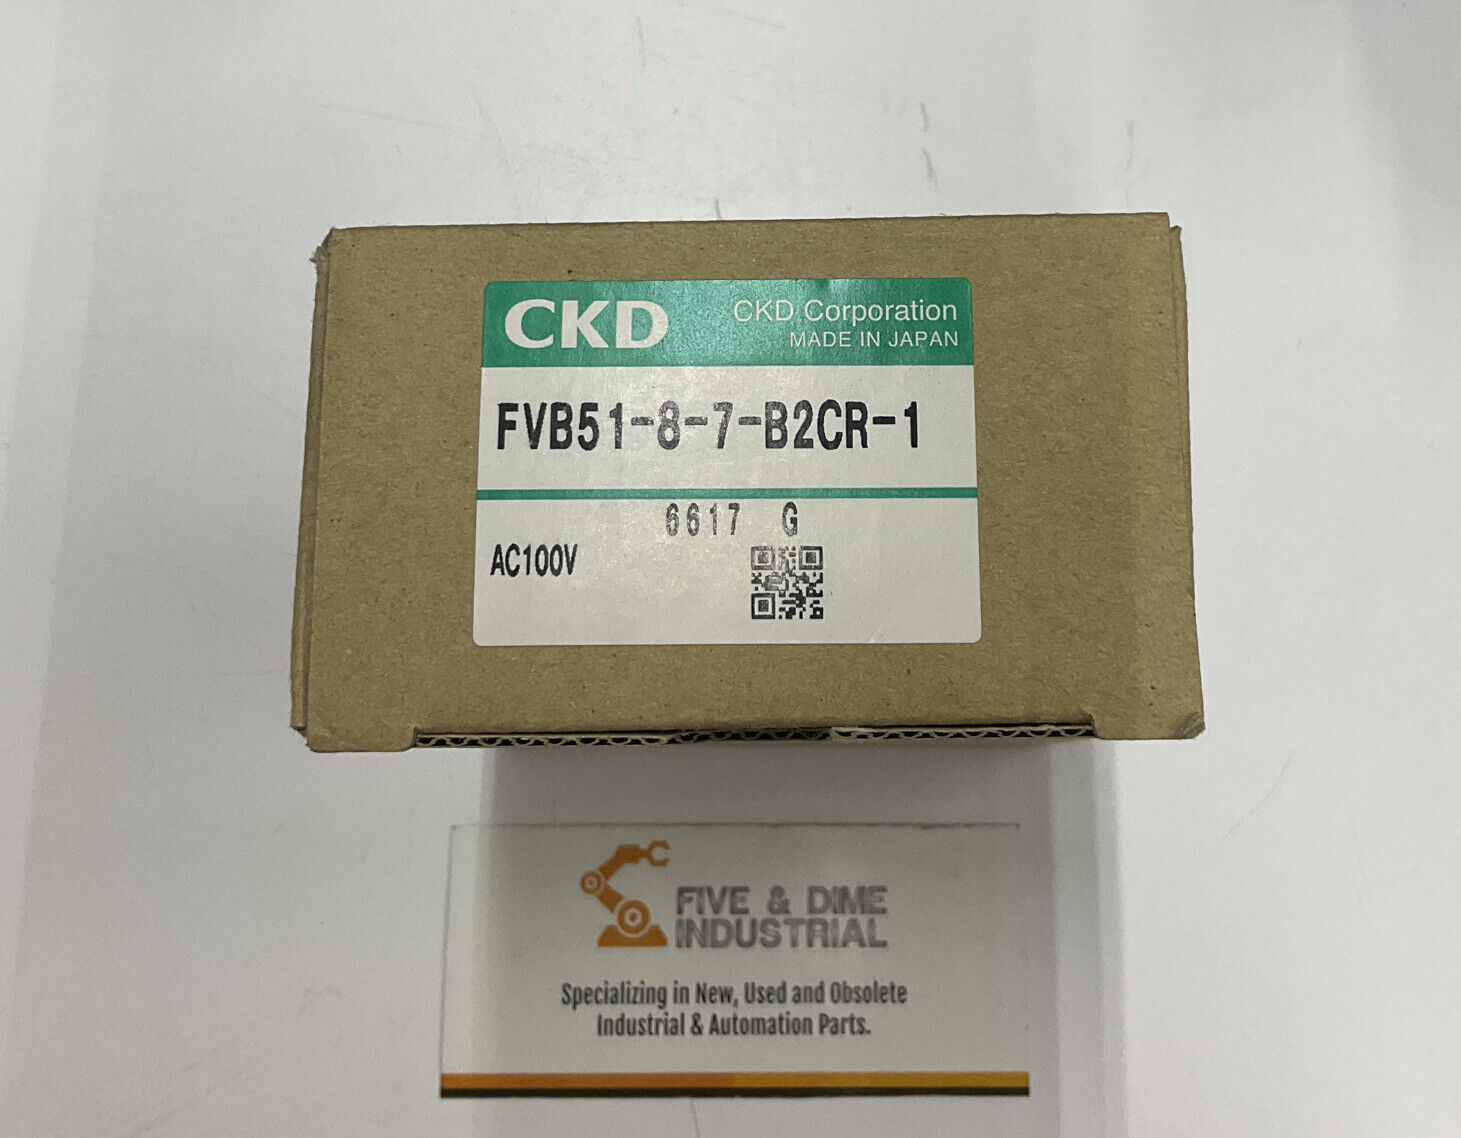 CKD
CKD Corporation
MADE IN JAPAN
FVB51-8-7-B2CR-1
6617 G
AC100V
FIVE & DIME
INDUSTRIAL
Specializing in New, Used and Obsolete
Industrial & Automation Parts.